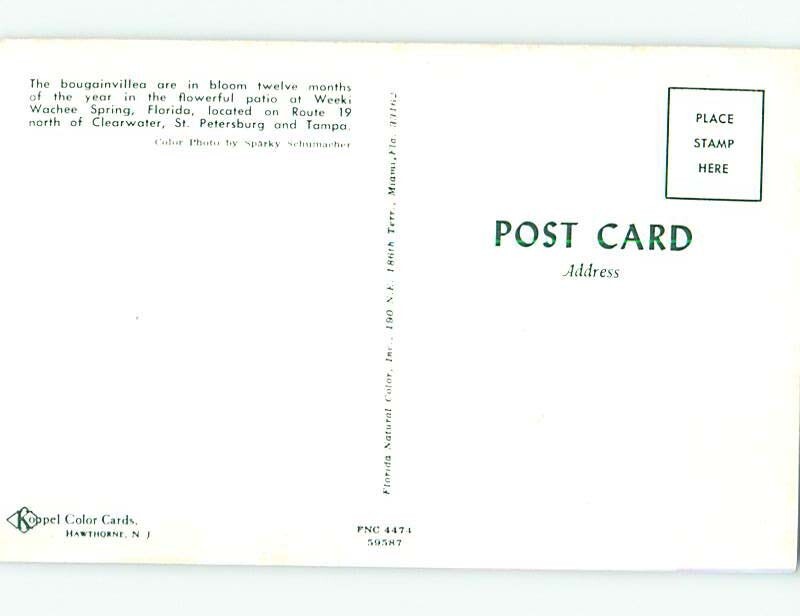 The bougainvillea are in bloom twelve months
of the year in the flowerful patio at Weeki
Wachee Spring, Florida, located on Route 19
north of Clearwater, St. Petersburg and Tampa.
Color Photo by Sparky Schumacher
Florida Natural Color, Inc., 190 N.E. 186th Terr., Miami, Fla. 33162
PLACE
STAMP
HERE
POST CARD
Address
Koppel Color Cards,
HAWTHORNE, N J
FNC 4474
59587